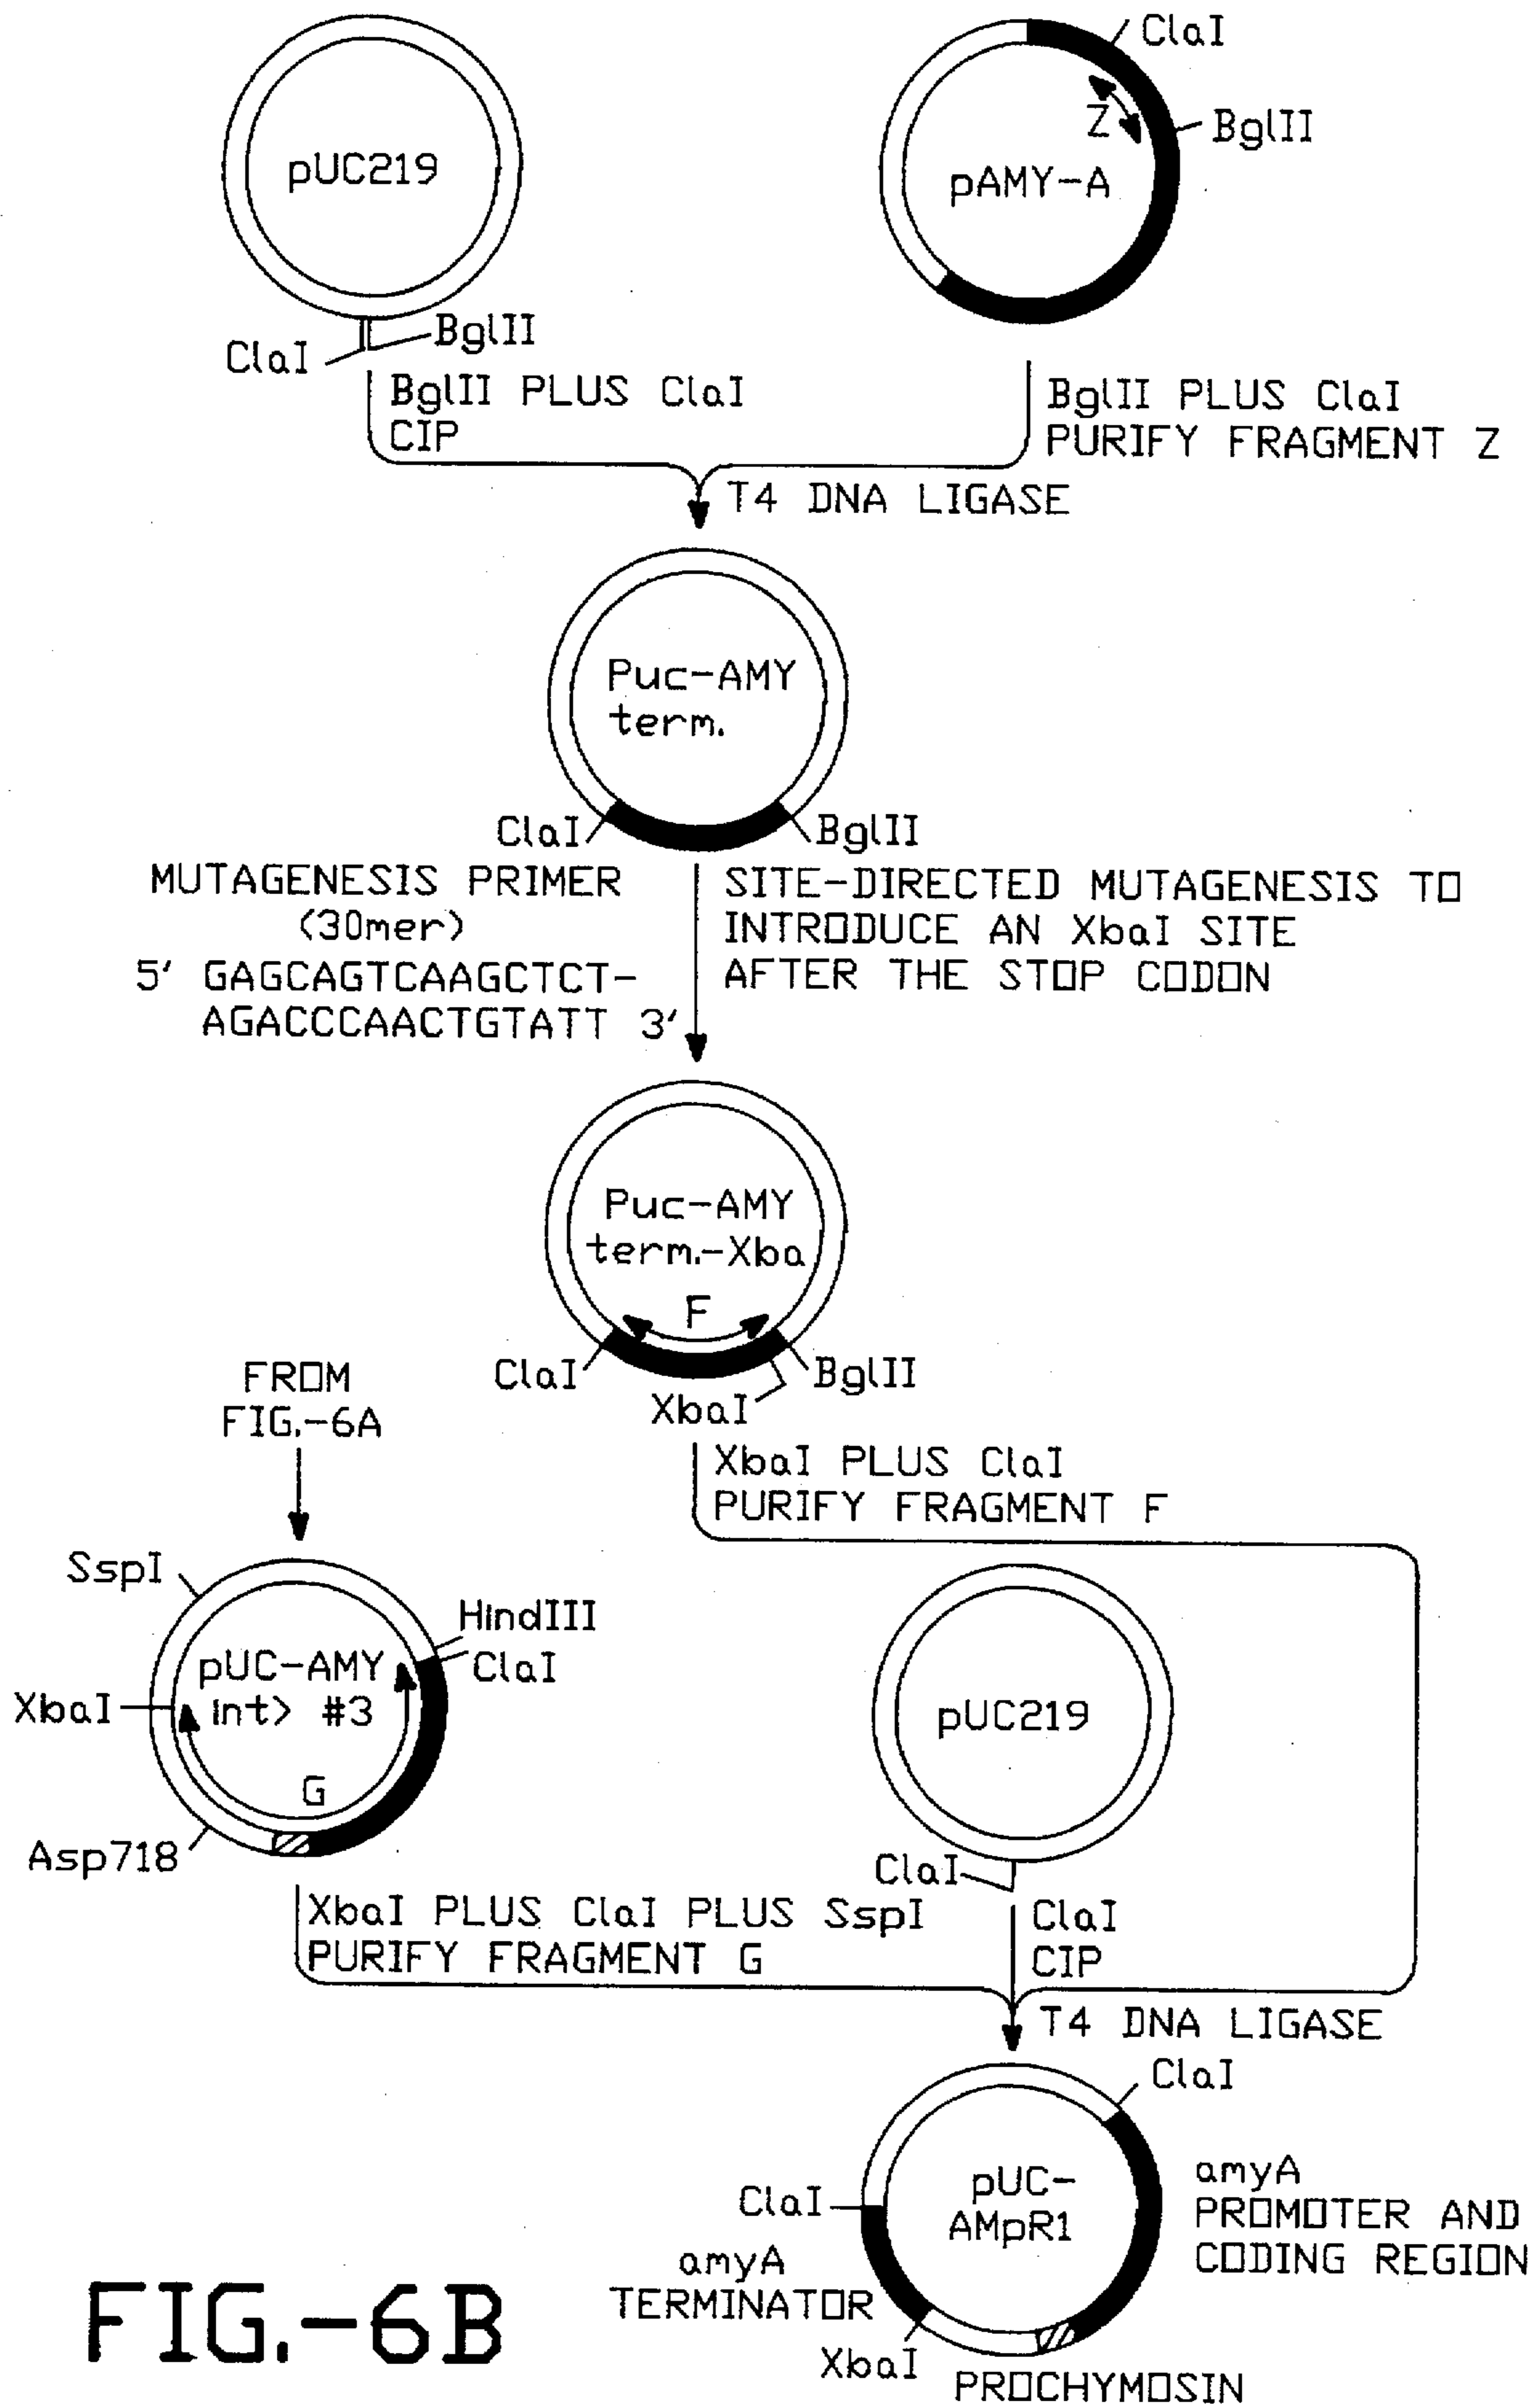 pUC219
ClaI
BglII
pAMY-A
Z
ClaI
BglII
BglII PLUS ClaI
CIP
BglII PLUS ClaI
PURIFY FRAGMENT Z
T4 DNA LIGASE
Puc-AMY
term.
ClaI
BglII
MUTAGENESIS PRIMER
(30mer)
5' GAGCAGTCAAGCTCT-
AGACCCAACTGTATT 3'
SITE-DIRECTED MUTAGENESIS TO
INTRODUCE AN XbaI SITE
AFTER THE STOP CODON
Puc-AMY
term.-Xba
F
ClaI
BglII
XbaI
FROM
FIG.-6A
XbaI PLUS ClaI
PURIFY FRAGMENT F
SspI
HindIII
ClaI
pUC-AMY
Int> #3
XbaI
G
Asp718
pUC219
ClaI
XbaI PLUS ClaI PLUS SspI
PURIFY FRAGMENT G
ClaI
CIP
T4 DNA LIGASE
ClaI
pUC-
AMpR1
ClaI
amyA
PROMOTER AND
CODING REGION
amyA
TERMINATOR
XbaI
PROCHYMOSIN
FIG.-6B